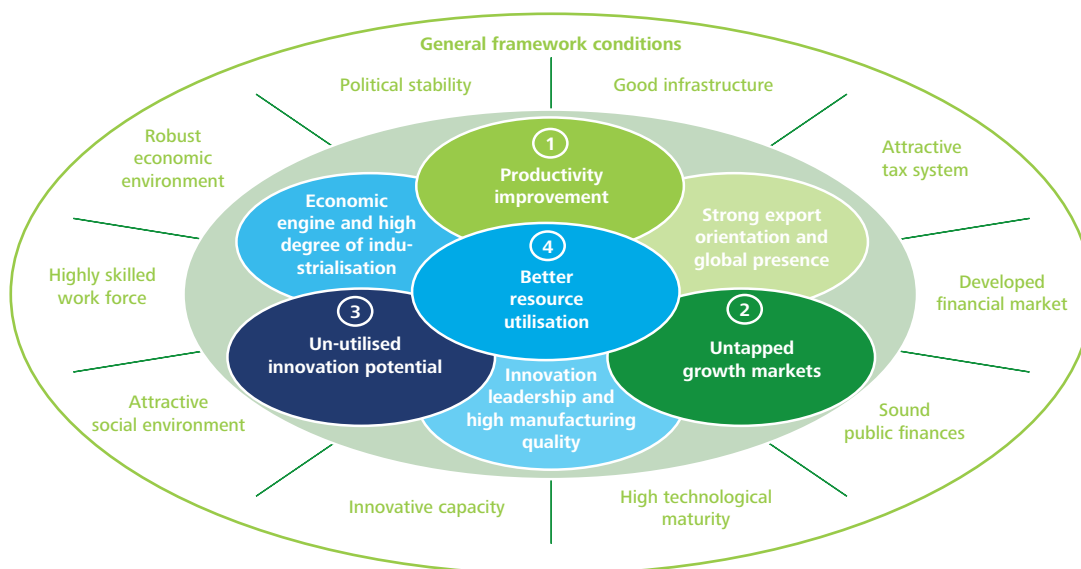 General framework conditions
Political stability
Good infrastructure
Robust
economic
environment
Attractive
tax system
1
Productivity
improvement
Economic
engine and high
degree of indu-
strialisation
Strong export
orientation and
global presence
4
Better
resource
utilisation
Highly skilled
work force
Developed
financial market
3
Un-utilised
innovation potential
2
Untapped
growth markets
Innovation
leadership and
high manufacturing
quality
Attractive
social environment
Sound
public finances
Innovative capacity
High technological
maturity